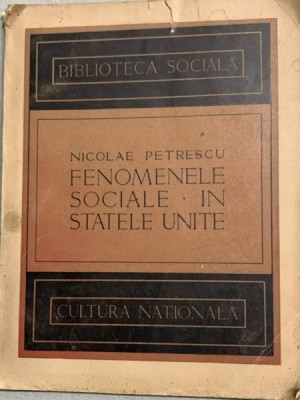 BIBLIOTECA SOCIALĂ
NICOLAE PETRESCU
FENOMENELE
SOCIALE · IN
STATELE UNITE
CULTURA NAȚIONALĂ